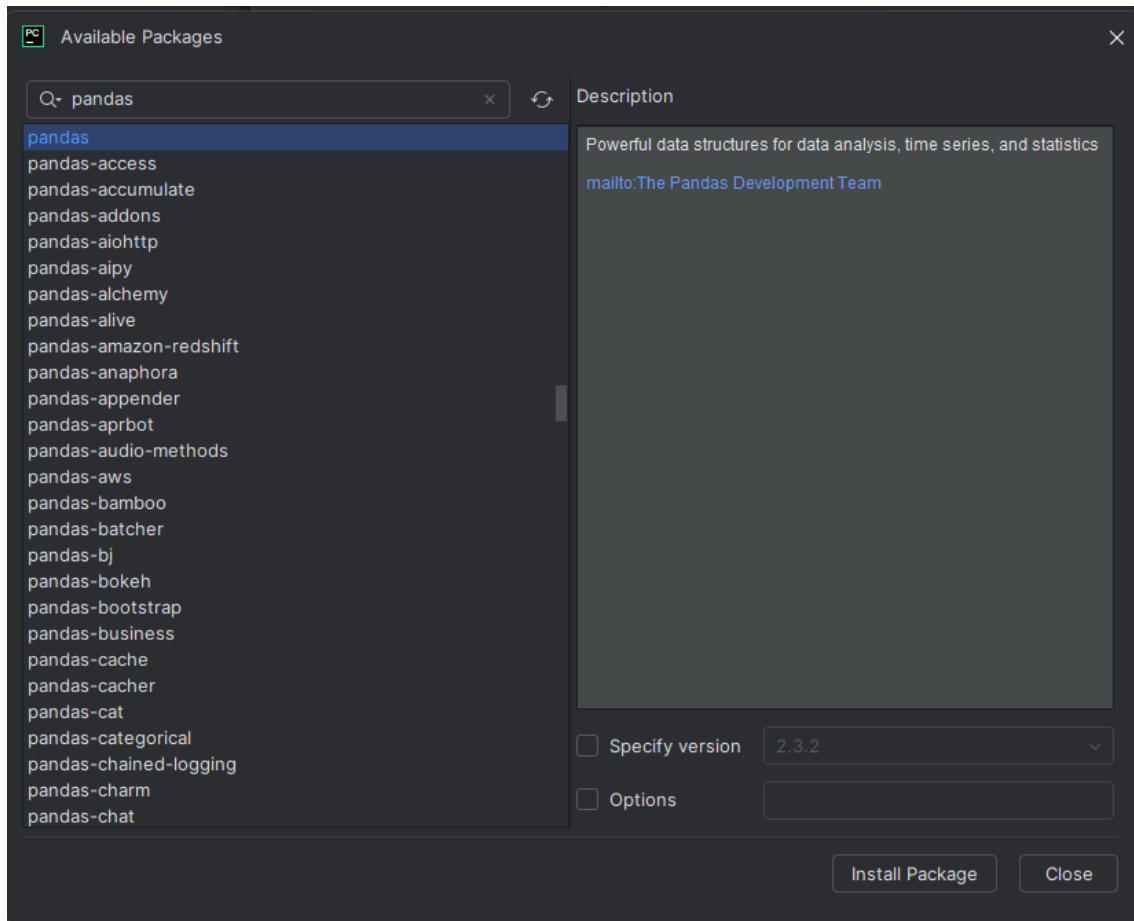 PC
Available Packages
pandas
Description
pandas
pandas-access
pandas-accumulate
pandas-addons
pandas-aiohttp
pandas-aipy
pandas-alchemy
pandas-alive
pandas-amazon-redshift
pandas-anaphora
pandas-appender
pandas-aprbot
pandas-audio-methods
pandas-aws
pandas-bamboo
pandas-batcher
pandas-bj
pandas-bokeh
pandas-bootstrap
pandas-business
pandas-cache
pandas-cacher
pandas-cat
pandas-categorical
pandas-chained-logging
pandas-charm
pandas-chat
Powerful data structures for data analysis, time series, and statistics
mailto:The Pandas Development Team
Specify version
2.3.2
Options
Install Package
Close